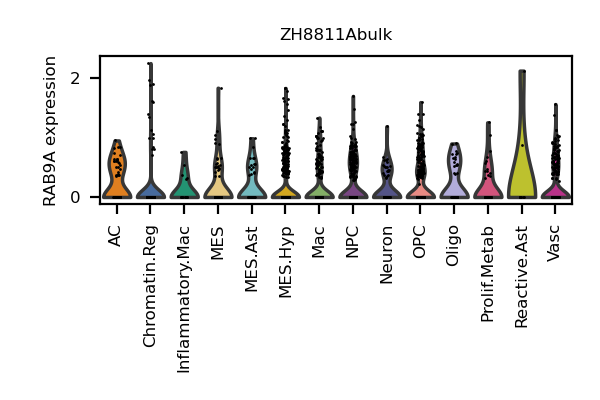 ZH8811Abulk
RAB9A expression
2
0
AC
Chromatin.Reg
Inflammatory.Mac
MES
MES.Ast
MES.Hyp
Mac
NPC
Neuron
OPC
Oligo
Prolif.Metab
Reactive.Ast
Vasc